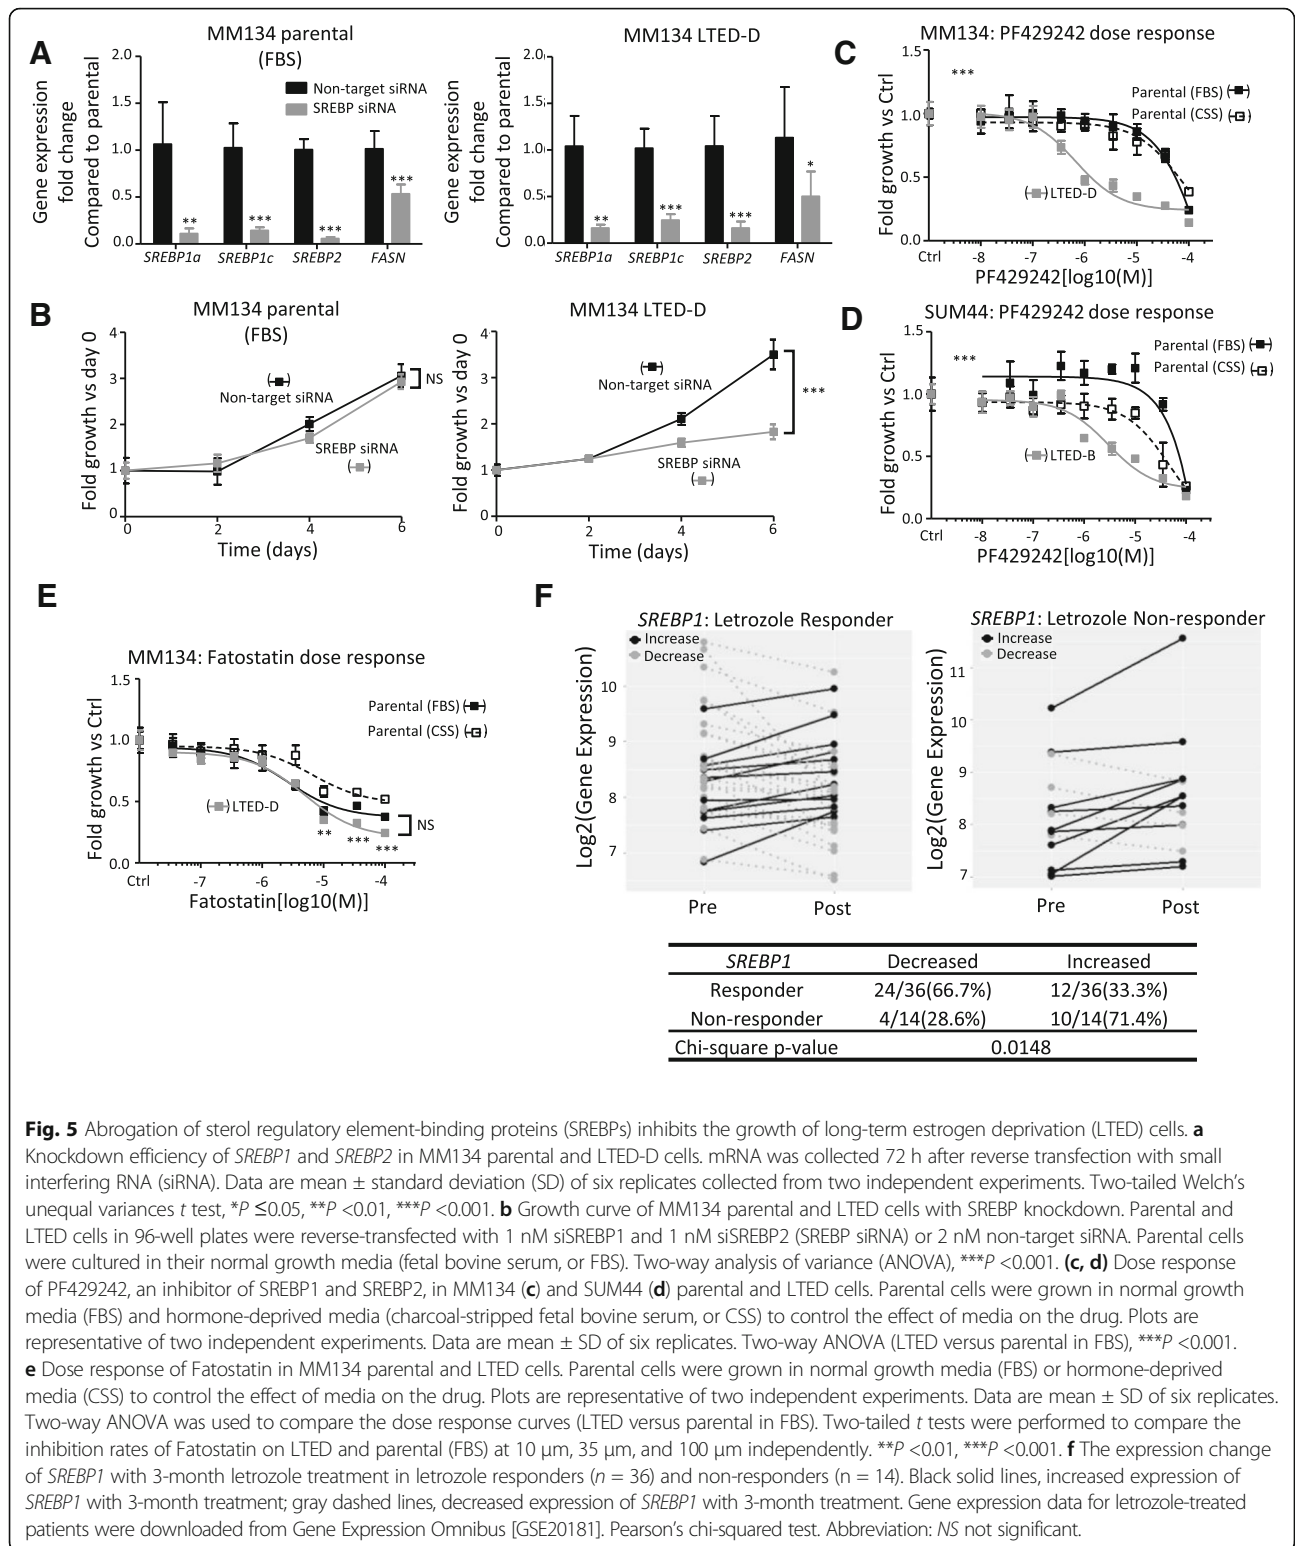 A
MM134 parental
(FBS)
Gene expression
fold change
Compared to parental
2.0
1.5
1.0
0.5
0.0
Non-target siRNA
SREBP siRNA
**
***
***
***
SREBP1a
SREBP1c
SREBP2
FASN
MM134 LTED-D
Gene expression
fold change
Compared to parental
2.0
1.5
1.0
0.5
0.0
**
***
***
*
SREBP1a
SREBP1c
SREBP2
FASN
B
MM134 parental
(FBS)
Fold growth vs day 0
4
3
2
1
0
Non-target siRNA
SREBP siRNA
NS
0
2
4
6
Time (days)
MM134 LTED-D
Fold growth vs day 0
4
3
2
1
0
Non-target siRNA
SREBP siRNA
***
0
2
4
6
Time (days)
C
MM134: PF429242 dose response
Fold growth vs Ctrl
1.5
1.0
0.5
0.0
***
Parental (FBS)
Parental (CSS)
LTED-D
Ctrl
-8
-7
-6
-5
-4
PF429242[log10(M)]
D
SUM44: PF429242 dose response
Fold growth vs Ctrl
1.5
1.0
0.5
0.0
***
Parental (FBS)
Parental (CSS)
LTED-B
Ctrl
-8
-7
-6
-5
-4
PF429242[log10(M)]
E
MM134: Fatostatin dose response
Fold growth vs Ctrl
1.5
1.0
0.5
0.0
Parental (FBS)
Parental (CSS)
LTED-D
NS
**
***
***
Ctrl
-7
-6
-5
-4
Fatostatin[log10(M)]
F
SREBP1: Letrozole Responder
Increase
Decrease
Log2(Gene Expression)
10
9
8
7
Pre
Post
SREBP1: Letrozole Non-responder
Increase
Decrease
Log2(Gene Expression)
11
10
9
8
7
Pre
Post
SREBP1 Decreased Increased
Responder 24/36(66.7%) 12/36(33.3%)
Non-responder 4/14(28.6%) 10/14(71.4%)
Chi-square p-value 0.0148
Fig. 5 Abrogation of sterol regulatory element-binding proteins (SREBPs) inhibits the growth of long-term estrogen deprivation (LTED) cells. a
Knockdown efficiency of SREBP1 and SREBP2 in MM134 parental and LTED-D cells. mRNA was collected 72 h after reverse transfection with small
interfering RNA (siRNA). Data are mean ± standard deviation (SD) of six replicates collected from two independent experiments. Two-tailed Welch's
unequal variances t test, *P ≤0.05, **P <0.01, ***P <0.001. b Growth curve of MM134 parental and LTED cells with SREBP knockdown. Parental and
LTED cells in 96-well plates were reverse-transfected with 1 nM siSREBP1 and 1 nM siSREBP2 (SREBP siRNA) or 2 nM non-target siRNA. Parental cells
were cultured in their normal growth media (fetal bovine serum, or FBS). Two-way analysis of variance (ANOVA), ***P <0.001. (c, d) Dose response
of PF429242, an inhibitor of SREBP1 and SREBP2, in MM134 (c) and SUM44 (d) parental and LTED cells. Parental cells were grown in normal growth
media (FBS) and hormone-deprived media (charcoal-stripped fetal bovine serum, or CSS) to control the effect of media on the drug. Plots are
representative of two independent experiments. Data are mean ± SD of six replicates. Two-way ANOVA (LTED versus parental in FBS), ***P <0.001.
e Dose response of Fatostatin in MM134 parental and LTED cells. Parental cells were grown in normal growth media (FBS) or hormone-deprived
media (CSS) to control the effect of media on the drug. Plots are representative of two independent experiments. Data are mean ± SD of six replicates.
Two-way ANOVA was used to compare the dose response curves (LTED versus parental in FBS). Two-tailed t tests were performed to compare the
inhibition rates of Fatostatin on LTED and parental (FBS) at 10 μm, 35 μm, and 100 μm independently. **P <0.01, ***P <0.001. f The expression change
of SREBP1 with 3-month letrozole treatment in letrozole responders (n = 36) and non-responders (n = 14). Black solid lines, increased expression of
SREBP1 with 3-month treatment; gray dashed lines, decreased expression of SREBP1 with 3-month treatment. Gene expression data for letrozole-treated
patients were downloaded from Gene Expression Omnibus [GSE20181]. Pearson's chi-squared test. Abbreviation: NS not significant.